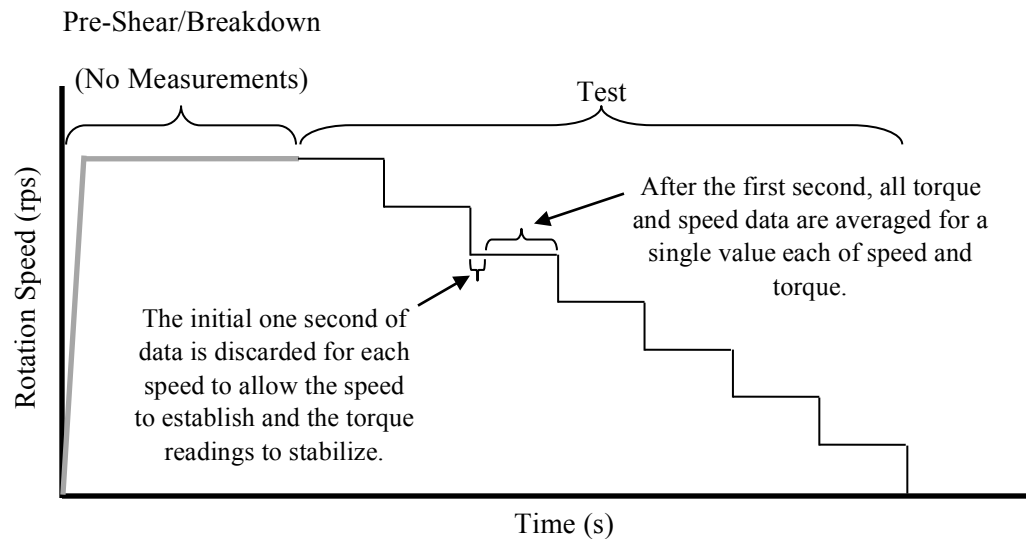 Pre-Shear/Breakdown
(No Measurements)
Test
After the first second, all torque
and speed data are averaged for a
single value each of speed and
torque.
The initial one second of
data is discarded for each
speed to allow the speed
to establish and the torque
readings to stabilize.
Rotation Speed (rps)
Time (s)